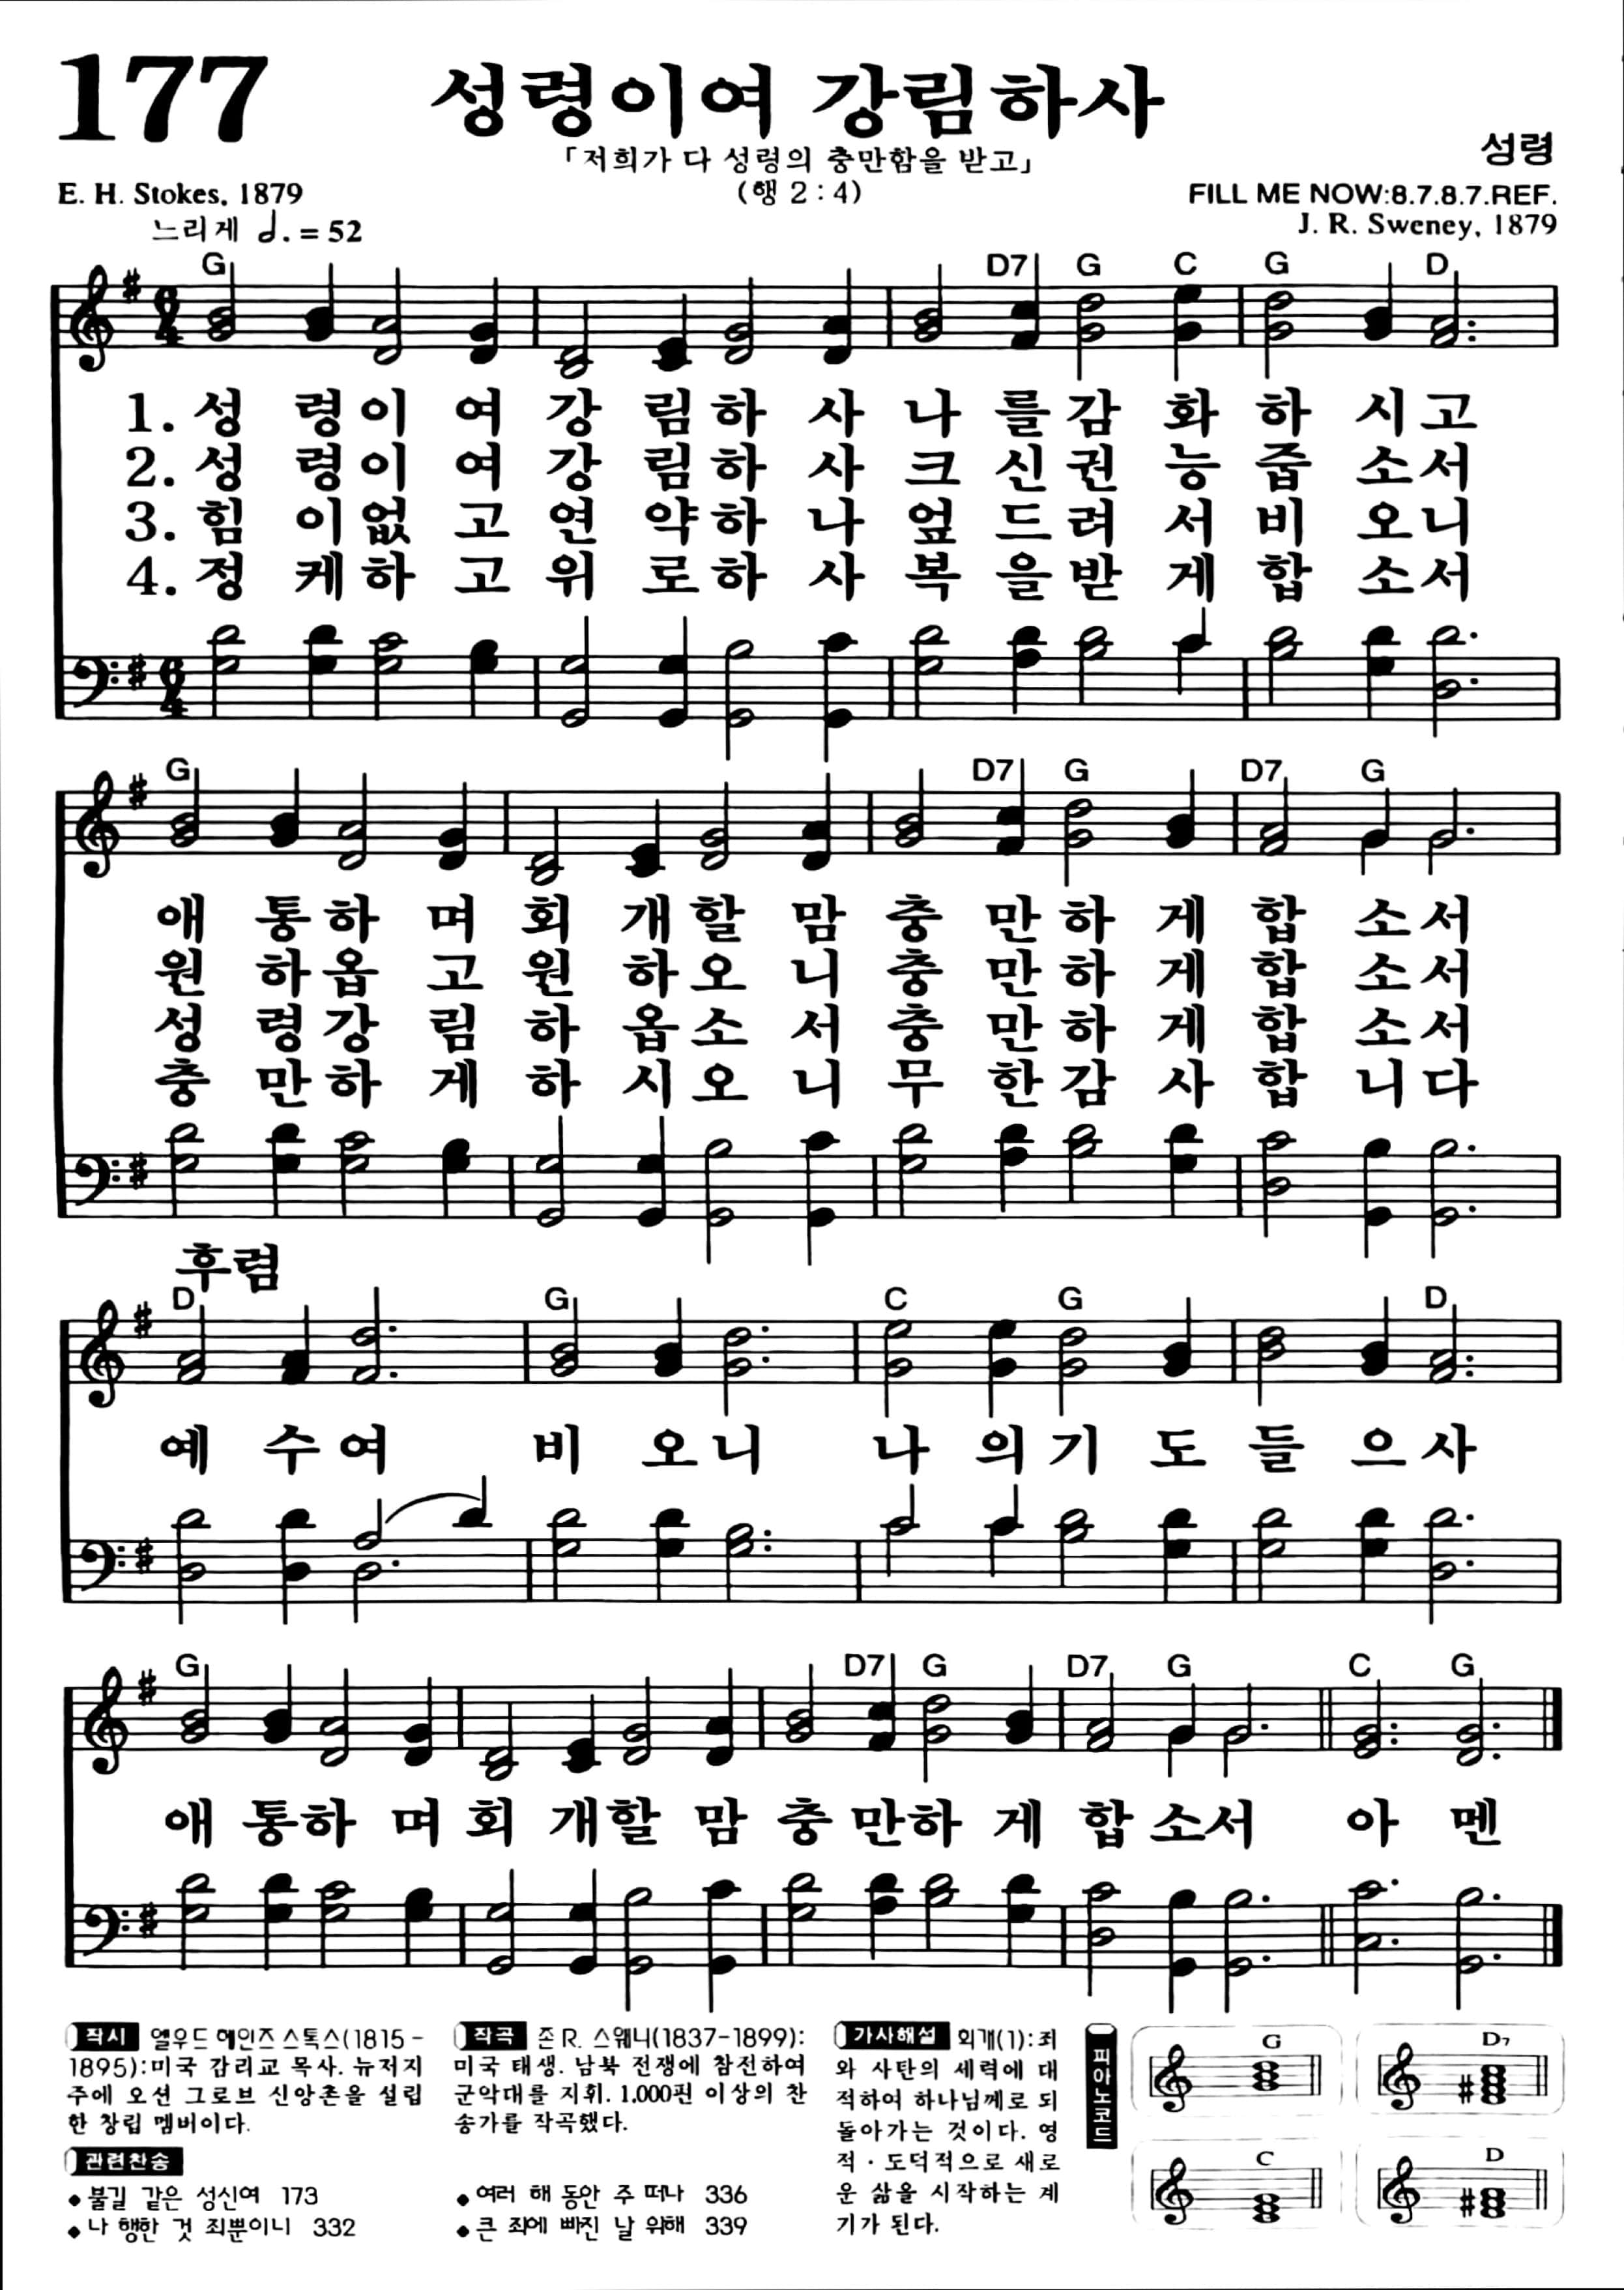 177
성령이여 강림하사
「저희가 다 성령의 충만함을 받고」
(행 2 : 4)
성령
E. H. Stokes, 1879
FILL ME NOW:8.7.8.7.REF.
J. R. Sweney, 1879
느리게 𝅗𝅥. = 52
G D7 G C G D
6 4
1. 성 령이 여 강 림하 사 나 를감 화 하 시고
2. 성 령이 여 강 림하 사 크 신권 능 줍 소서
3. 힘 이없 고 연 약하 나 엎 드려 서 비 오니
4. 정 케하 고 위 로하 사 복 을받 게 합 소서
6 4
G D7 G D7 G
애 통하 며 회 개할 맘 충 만하 게 합 소서
원 하옵 고 원 하오 니 충 만하 게 합 소서
성 령강 림 하 옵소 서 충 만하 게 합 소서
충 만하 게 하 시오 니 무 한감 사 합 니다
후렴
D G C G D
예 수여 비 오니 나 의기 도 들 으사
G D7 G D7 G C G
애 통하 며 회 개할 맘 충 만하 게 합 소서 아 멘
작시 엘우드 헤인즈 스톡스(1815-
1895):미국 감리교 목사. 뉴저지
주에 오션 그로브 신앙촌을 설립
한 창립 멤버이다.
관련찬송
불길 같은 성신여 173
나 행한 것 죄뿐이니 332
작곡 존 R. 스웨니(1837-1899):
미국 태생. 남북 전쟁에 참전하여
군악대를 지휘. 1,000편 이상의 찬
송가를 작곡했다.
여러 해 동안 주 떠나 336
큰 죄에 빠진 날 위해 339
가사해설 회개(1):죄
와 사탄의 세력에 대
적하여 하나님께로 되
돌아가는 것이다. 영
적·도덕적으로 새로
운 삶을 시작하는 계
기가 된다.
피아노코드
G D7
C D